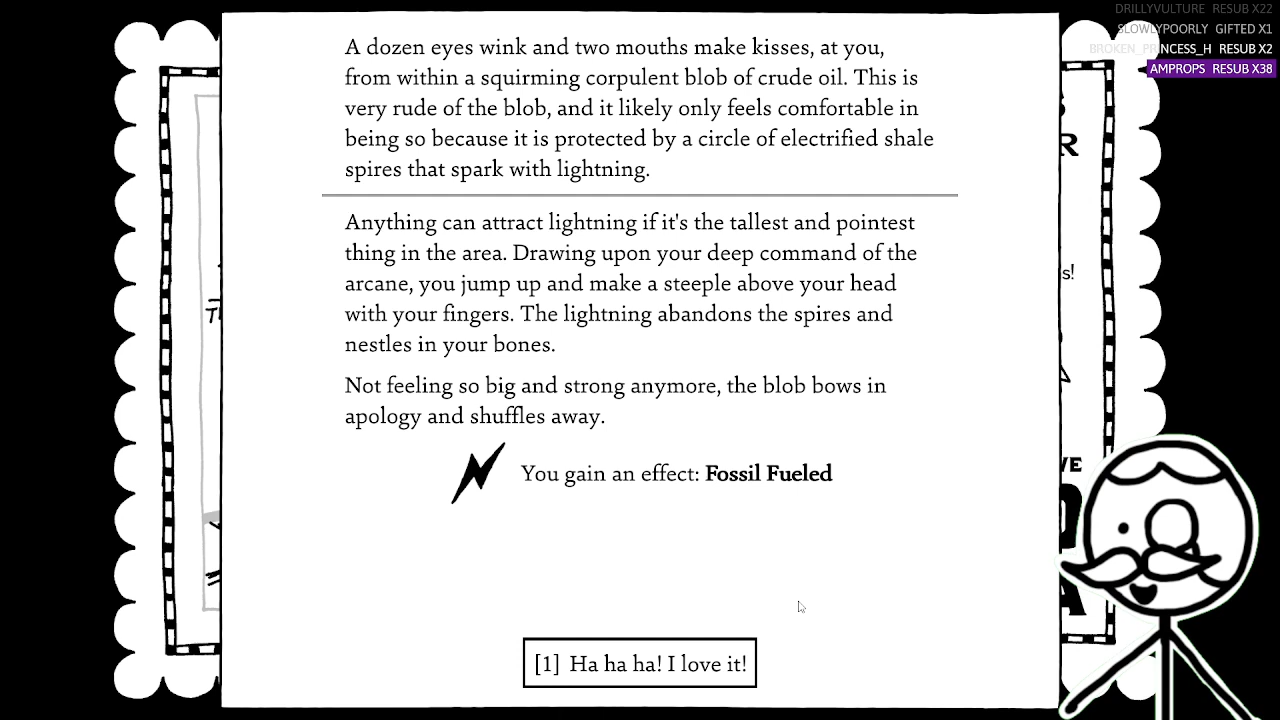 DRILLYVULTURE RESUB X22
SLOWLYPOORLY GIFTED X1
BROKEN_PRINCESS_H RESUB X2
AMPROPS RESUB X38
A dozen eyes wink and two mouths make kisses, at you,
from within a squirming corpulent blob of crude oil. This is
very rude of the blob, and it likely only feels comfortable in
being so because it is protected by a circle of electrified shale
spires that spark with lightning.
Anything can attract lightning if it's the tallest and pointest
thing in the area. Drawing upon your deep command of the
arcane, you jump up and make a steeple above your head
with your fingers. The lightning abandons the spires and
nestles in your bones.
Not feeling so big and strong anymore, the blob bows in
apology and shuffles away.
You gain an effect: Fossil Fueled
[1] Ha ha ha! I love it!